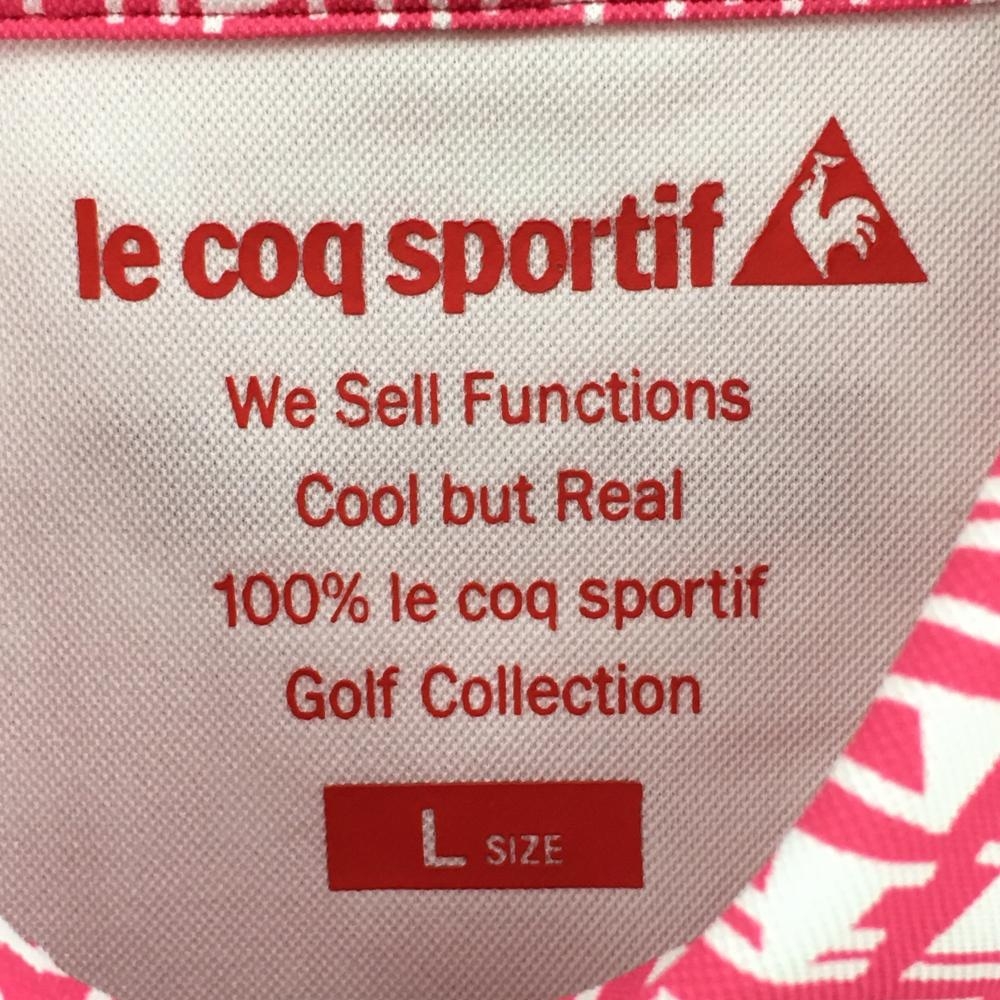 le coq sportif
We Sell Functions
Cool but Real
100% le coq sportif
Golf Collection
L SIZE